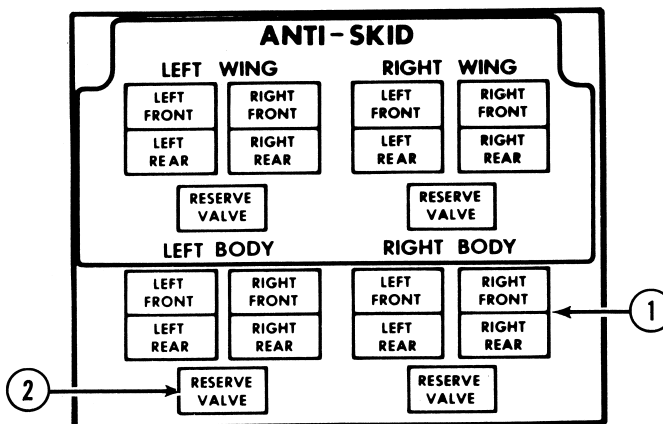 ANTI-SKID
LEFT WING RIGHT WING
LEFT FRONT RIGHT FRONT LEFT FRONT RIGHT FRONT
LEFT REAR RIGHT REAR LEFT REAR RIGHT REAR
RESERVE VALVE RESERVE VALVE
LEFT BODY RIGHT BODY
LEFT FRONT RIGHT FRONT LEFT FRONT RIGHT FRONT
1
LEFT REAR RIGHT REAR LEFT REAR RIGHT REAR
2 RESERVE VALVE RESERVE VALVE